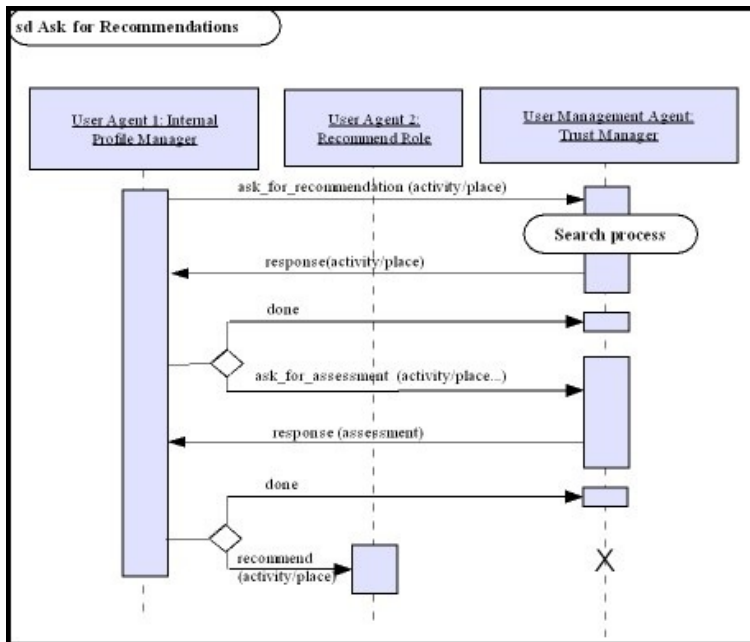 sd Ask for Recommendations
User Agent 1: Internal
Profile Manager
User Agent 2:
Recommend Role
User Management Agent:
Trust Manager
ask_for_recommendation (activity/place)
Search process
response(activity/place)
done
ask_for_assessment (activity/place...)
response (assessment)
done
recommend
(activity/place)
X